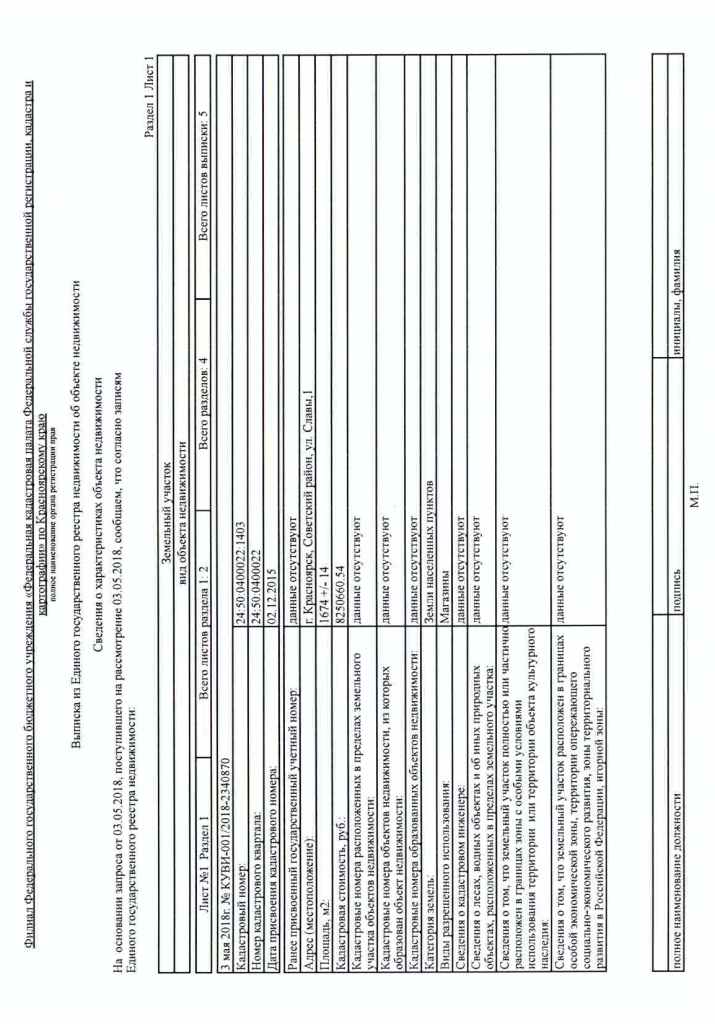 Филиал Федерального государственного бюджетного учреждения «Федеральная кадастровая палата Федеральной службы государственной регистрации, кадастра и
картографии» по Красноярскому краю
полное наименование органа регистрации прав
Выписка из Единого государственного реестра недвижимости об объекте недвижимости
Сведения о характеристиках объекта недвижимости
На основании запроса от 03.05.2018, поступившего на рассмотрение 03.05.2018, сообщаем, что согласно записям
Единого государственного реестра недвижимости:
Раздел 1 Лист 1
Земельный участок
вид объекта недвижимости
Лист №1 Раздел 1 Всего листов раздела 1: 2 Всего разделов: 4 Всего листов выписки: 5
3 мая 2018г. № КУВИ-001/2018-2340870
Кадастровый номер: 24:50:0400022:1403
Номер кадастрового квартала: 24:50:0400022
Дата присвоения кадастрового номера: 02.12.2015
Ранее присвоенный государственный учетный номер: данные отсутствуют
Адрес (местоположение): г. Красноярск, Советский район, ул. Славы,1
Площадь, м2: 1674 +/- 14
Кадастровая стоимость, руб.: 8250660.54
Кадастровые номера расположенных в пределах земельного данные отсутствуют
участка объектов недвижимости:
Кадастровые номера объектов недвижимости, из которых данные отсутствуют
образован объект недвижимости:
Кадастровые номера образованных объектов недвижимости: данные отсутствуют
Категория земель: Земли населенных пунктов
Виды разрешенного использования: Магазины
Сведения о кадастровом инженере: данные отсутствуют
Сведения о лесах, водных объектах и об иных природных данные отсутствуют
объектах, расположенных в пределах земельного участка:
Сведения о том, что земельный участок полностью или частично данные отсутствуют
расположен в границах зоны с особыми условиями
использования территории или территории объекта культурного
наследия:
Сведения о том, что земельный участок расположен в границах данные отсутствуют
особой экономической зоны, территории опережающего
социально-экономического развития, зоны территориального
развития в Российской Федерации, игорной зоны:
полное наименование должности подпись инициалы, фамилия
М.П.